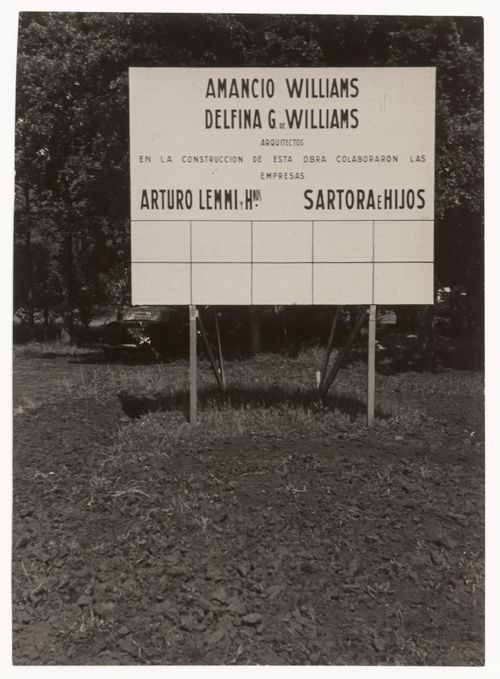 AMANCIO WILLIAMS
DELFINA G. DE WILLIAMS
ARQUITECTOS
EN LA CONSTRUCCION DE ESTA OBRA COLABORARON LAS
EMPRESAS
ARTURO LEMMI Y HNOS. SARTORA E HIJOS